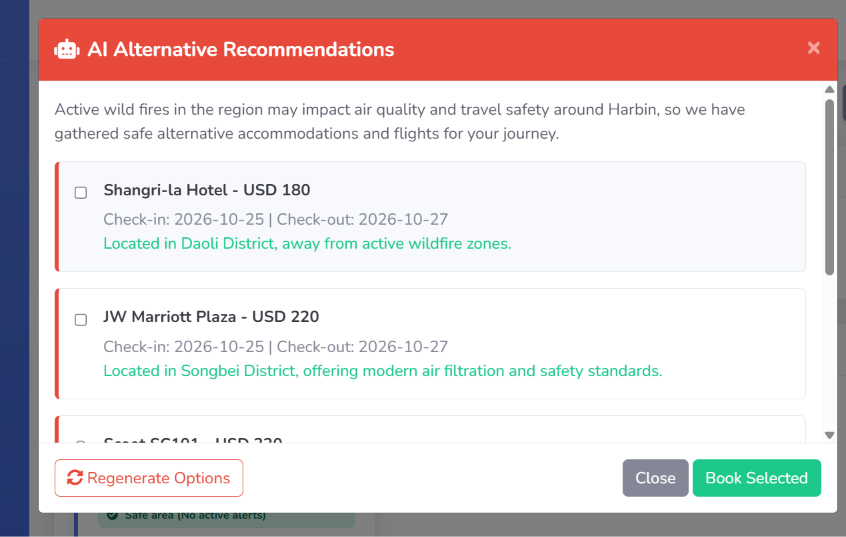 AI Alternative Recommendations
Active wild fires in the region may impact air quality and travel safety around Harbin, so we have
gathered safe alternative accommodations and flights for your journey.
Shangri-la Hotel - USD 180
Check-in: 2026-10-25 | Check-out: 2026-10-27
Located in Daoli District, away from active wildfire zones.
JW Marriott Plaza - USD 220
Check-in: 2026-10-25 | Check-out: 2026-10-27
Located in Songbei District, offering modern air filtration and safety standards.
USD 320
Regenerate Options
Close
Book Selected
Safe area (No active alerts)